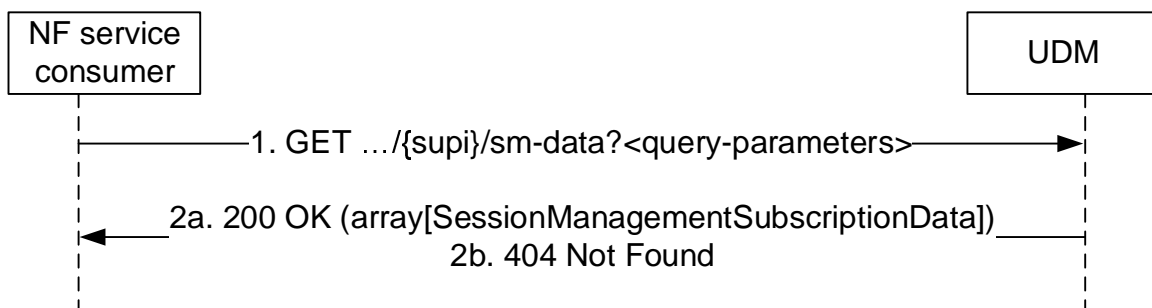 NF service
consumer
UDM
1. GET …/{supi}/sm-data?<query-parameters>
2a. 200 OK (array[SessionManagementSubscriptionData])
2b. 404 Not Found